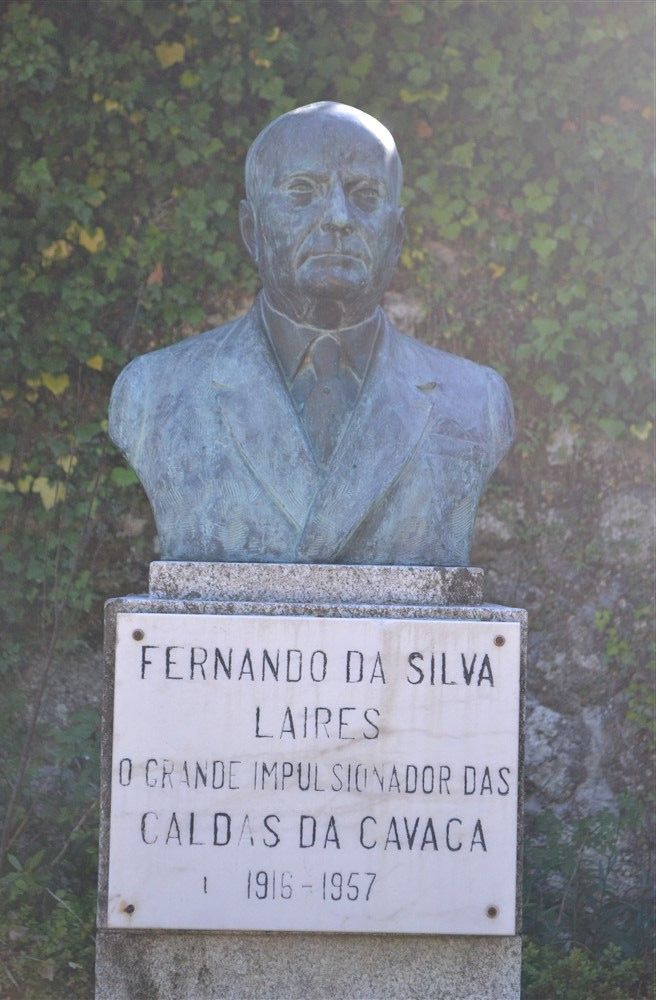 FERNANDO DA SILVA
LAIRES
O GRANDE IMPULSIONADOR DAS
CALDAS DA CAVACA
1916-1957